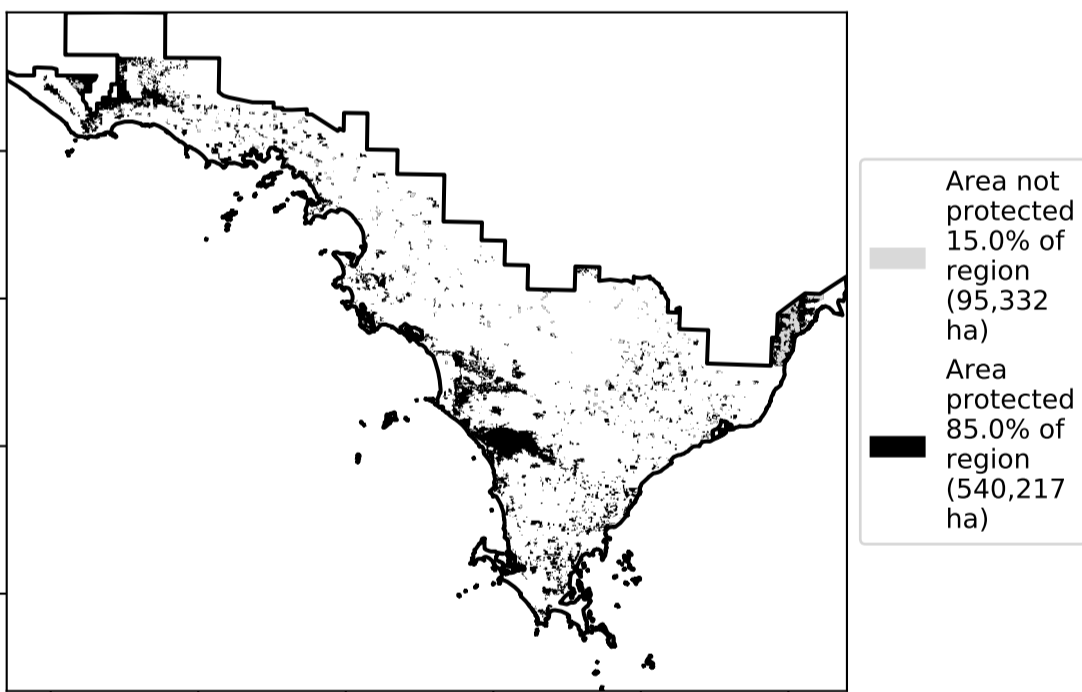 Area not
protected
15.0% of
region
(95,332
ha)
Area
protected
85.0% of
region
(540,217
ha)